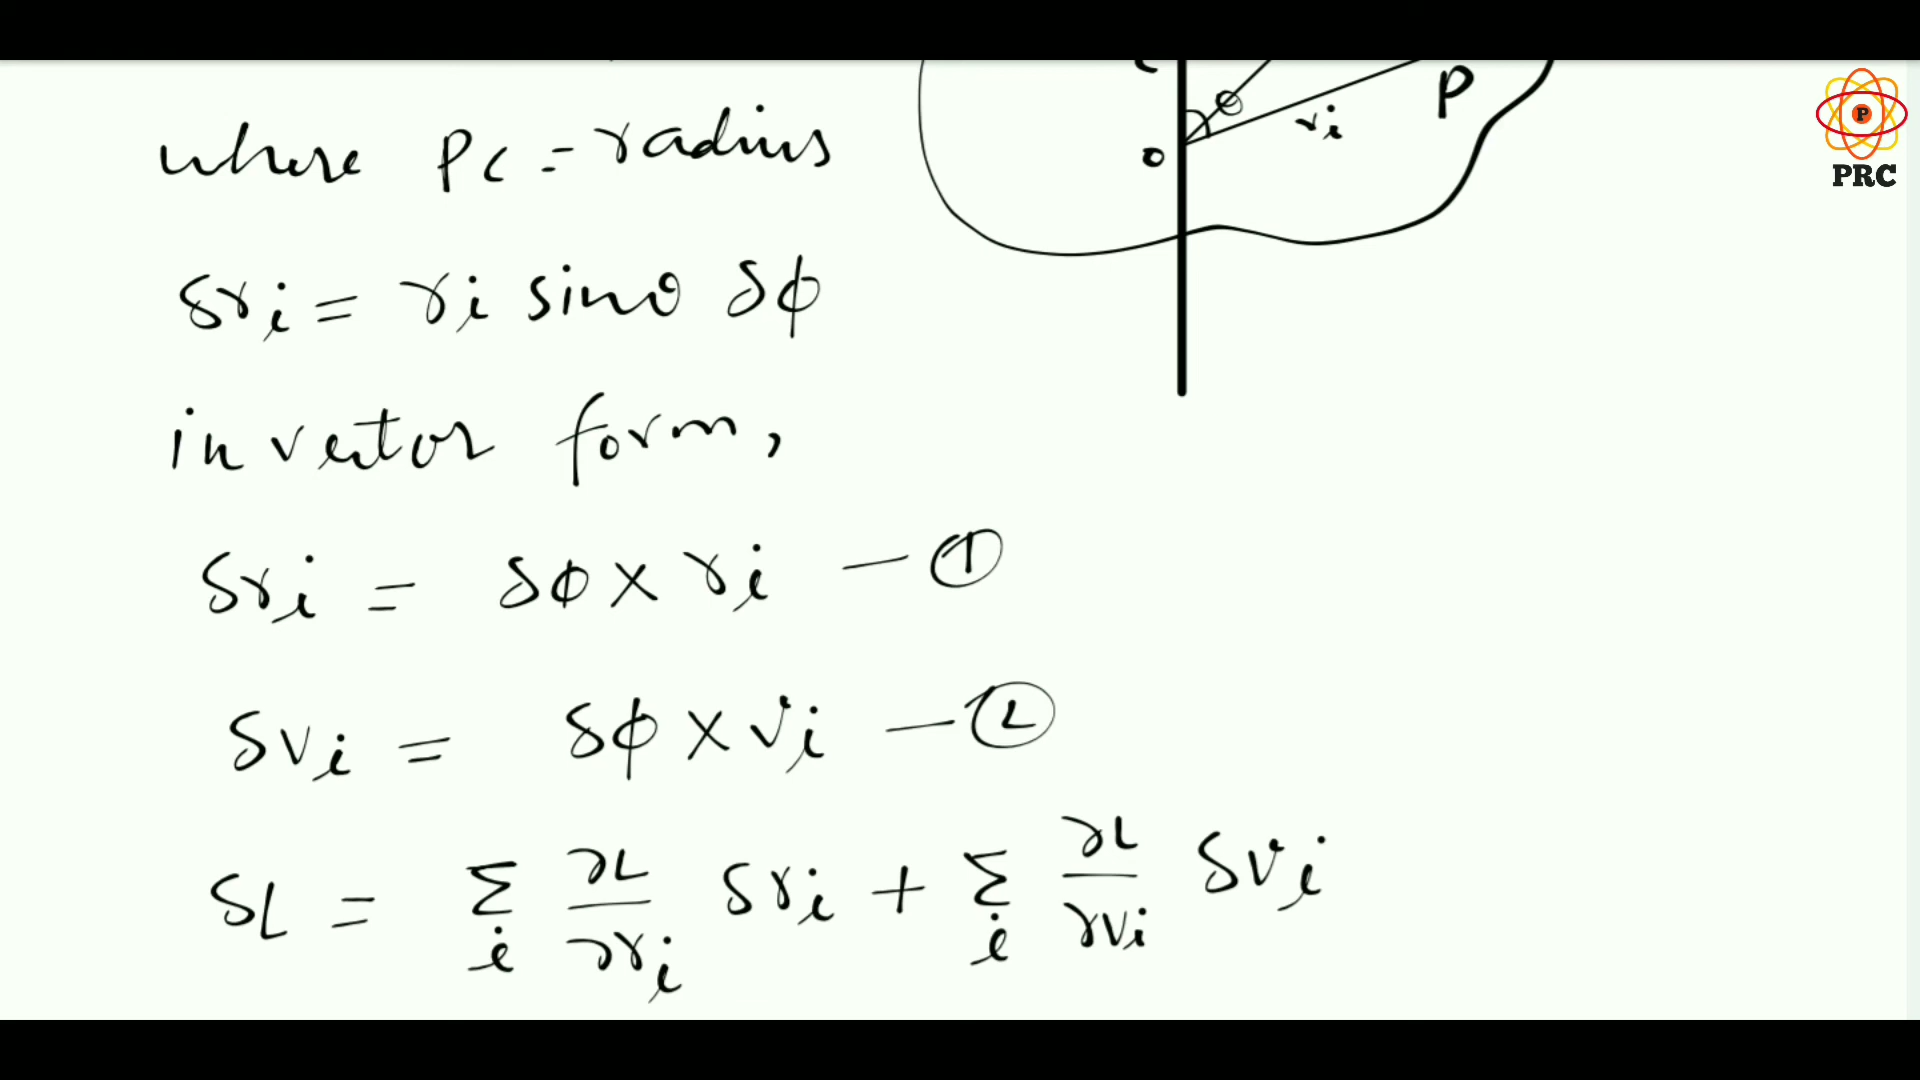 where PC = radius
δri = ri sinθ δφ
in vector form,
δri = δφ × ri — ①
δvi = δφ × vi — ②
δL = Σi ∂L/∂ri δri + Σi ∂L/∂vi δvi
C
θ
P
ri
O
P
PRC